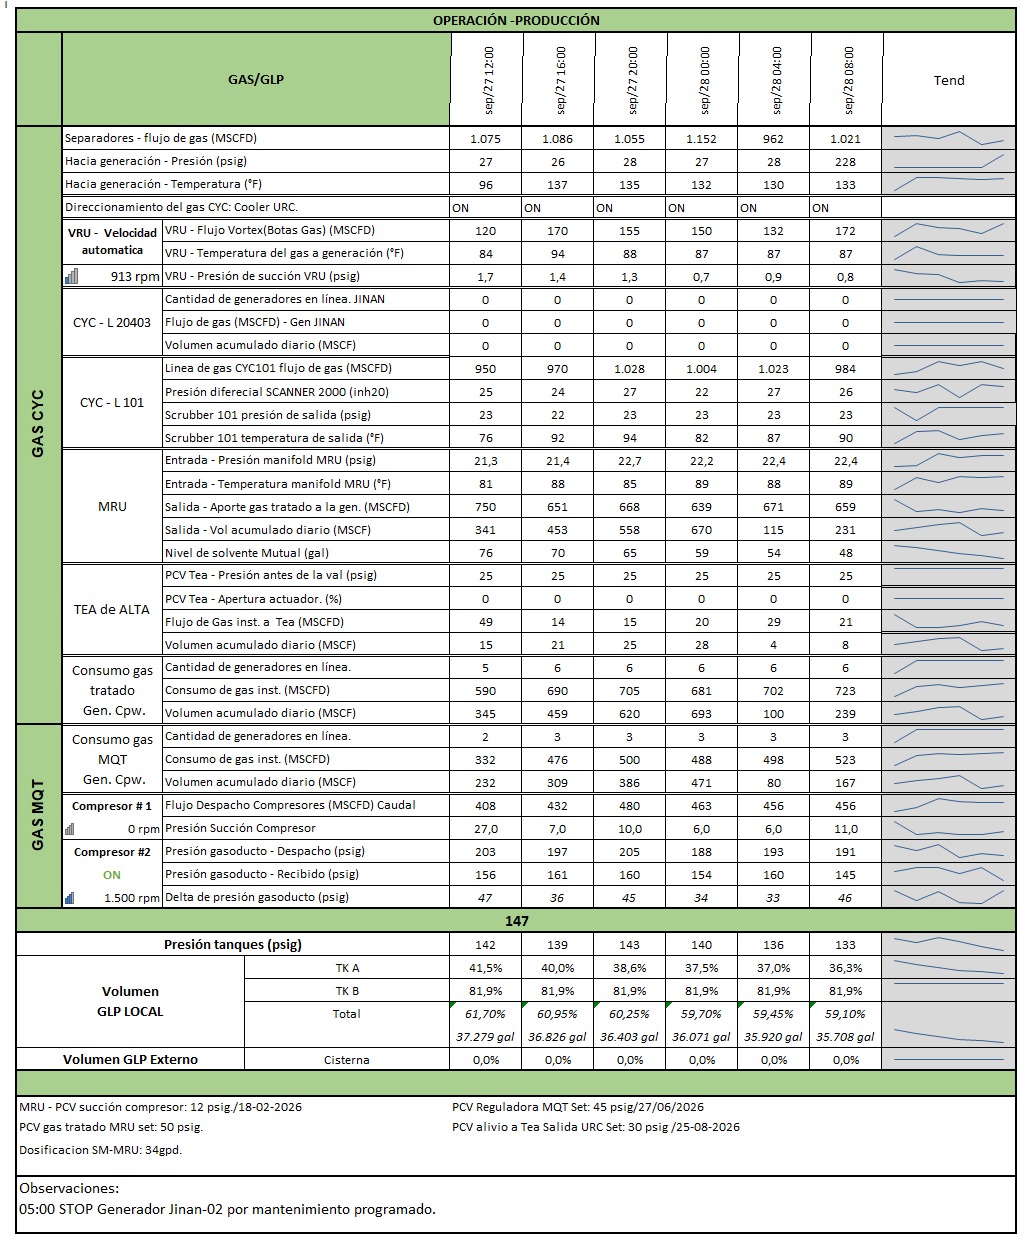 OPERACIÓN -PRODUCCIÓN
GAS/GLP sep/27 12:00 sep/27 16:00 sep/27 20:00 sep/28 00:00 sep/28 04:00 sep/28 08:00 Tend
GAS CYC
Separadores - flujo de gas (MSCFD) 1.075 1.086 1.055 1.152 962 1.021
Hacia generación - Presión (psig) 27 26 28 27 28 228
Hacia generación - Temperatura (°F) 96 137 135 132 130 133
Direccionamiento del gas CYC: Cooler URC. ON ON ON ON ON ON
VRU - Velocidad automatica
913 rpm
VRU - Flujo Vortex(Botas Gas) (MSCFD) 120 170 155 150 132 172
VRU - Temperatura del gas a generación (°F) 84 94 88 87 87 87
VRU - Presión de succión VRU (psig) 1,7 1,4 1,3 0,7 0,9 0,8
CYC - L 20403
Cantidad de generadores en línea. JINAN 0 0 0 0 0 0
Flujo de gas (MSCFD) - Gen JINAN 0 0 0 0 0 0
Volumen acumulado diario (MSCF) 0 0 0 0 0 0
CYC - L 101
Linea de gas CYC101 flujo de gas (MSCFD) 950 970 1.028 1.004 1.023 984
Presión diferecial SCANNER 2000 (inh20) 25 24 27 22 27 26
Scrubber 101 presión de salida (psig) 23 22 23 23 23 23
Scrubber 101 temperatura de salida (°F) 76 92 94 82 87 90
MRU
Entrada - Presión manifold MRU (psig) 21,3 21,4 22,7 22,2 22,4 22,4
Entrada - Temperatura manifold MRU (°F) 81 88 85 89 88 89
Salida - Aporte gas tratado a la gen. (MSCFD) 750 651 668 639 671 659
Salida - Vol acumulado diario (MSCF) 341 453 558 670 115 231
Nivel de solvente Mutual (gal) 76 70 65 59 54 48
TEA de ALTA
PCV Tea - Presión antes de la val (psig) 25 25 25 25 25 25
PCV Tea - Apertura actuador. (%) 0 0 0 0 0 0
Flujo de Gas inst. a Tea (MSCFD) 49 14 15 20 29 21
Volumen acumulado diario (MSCF) 15 21 25 28 4 8
Consumo gas tratado Gen. Cpw.
Cantidad de generadores en línea. 5 6 6 6 6 6
Consumo de gas inst. (MSCFD) 590 690 705 681 702 723
Volumen acumulado diario (MSCF) 345 459 620 693 100 239
GAS MQT
Consumo gas MQT Gen. Cpw.
Cantidad de generadores en línea. 2 3 3 3 3 3
Consumo de gas inst. (MSCFD) 332 476 500 488 498 523
Volumen acumulado diario (MSCF) 232 309 386 471 80 167
Compresor # 1
0 rpm
Flujo Despacho Compresores (MSCFD) Caudal 408 432 480 463 456 456
Presión Succión Compresor 27,0 7,0 10,0 6,0 6,0 11,0
Compresor #2
ON
1.500 rpm
Presión gasoducto - Despacho (psig) 203 197 205 188 193 191
Presión gasoducto - Recibido (psig) 156 161 160 154 160 145
Delta de presión gasoducto (psig) 47 36 45 34 33 46
147
Presión tanques (psig) 142 139 143 140 136 133
Volumen GLP LOCAL
TK A 41,5% 40,0% 38,6% 37,5% 37,0% 36,3%
TK B 81,9% 81,9% 81,9% 81,9% 81,9% 81,9%
Total 61,70% 60,95% 60,25% 59,70% 59,45% 59,10%
37.279 gal 36.826 gal 36.403 gal 36.071 gal 35.920 gal 35.708 gal
Volumen GLP Externo Cisterna 0,0% 0,0% 0,0% 0,0% 0,0% 0,0%
MRU - PCV succión compresor: 12 psig./18-02-2026 PCV Reguladora MQT Set: 45 psig/27/06/2026
PCV gas tratado MRU set: 50 psig. PCV alivio a Tea Salida URC Set: 30 psig /25-08-2026
Dosificacion SM-MRU: 34gpd.
Observaciones:
05:00 STOP Generador Jinan-02 por mantenimiento programado.